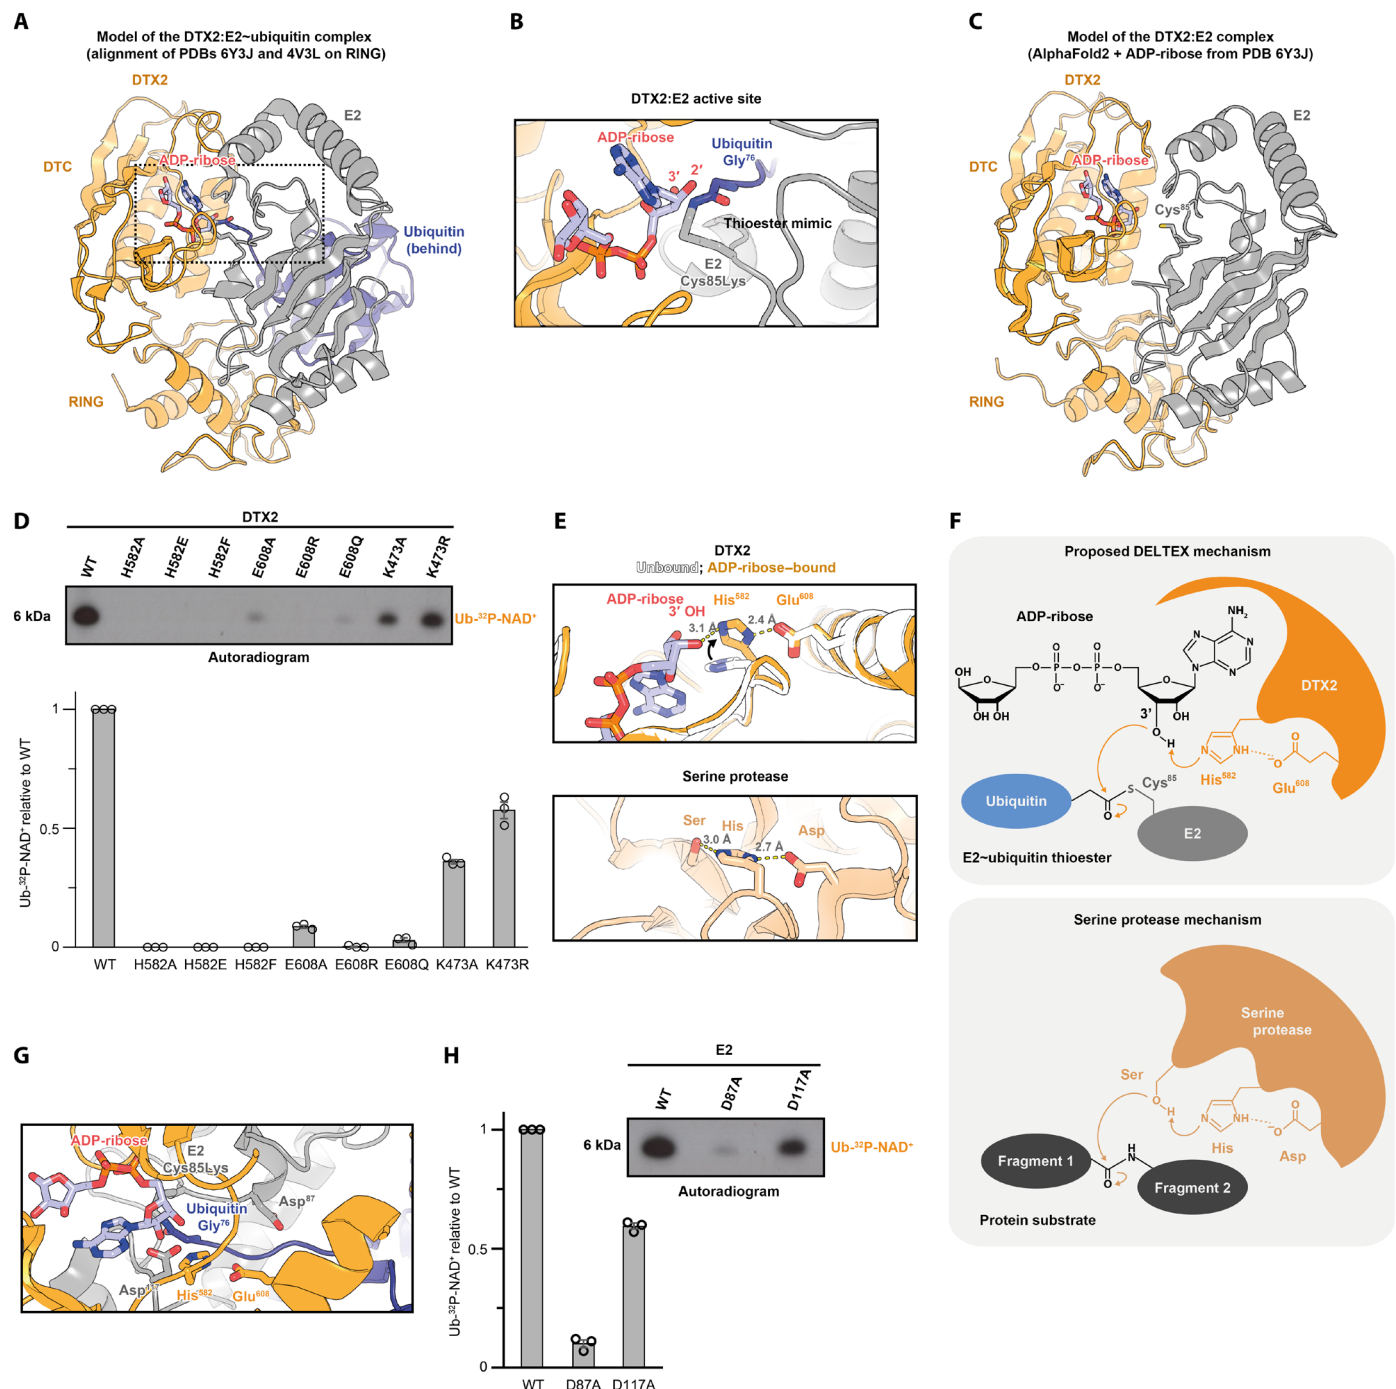 A
Model of the DTX2:E2~ubiquitin complex
(alignment of PDBs 6Y3J and 4V3L on RING)
DTX2
E2
DTC
ADP-ribose
Ubiquitin
(behind)
RING
B
DTX2:E2 active site
ADP-ribose
Ubiquitin
Gly⁷⁶
3′ 2′
Thioester mimic
E2
Cys85Lys
C
Model of the DTX2:E2 complex
(AlphaFold2 + ADP-ribose from PDB 6Y3J)
DTX2
E2
DTC
ADP-ribose
Cys⁸⁵
RING
D
DTX2
WT H582A H582E H582F E608A E608R E608Q K473A K473R
6 kDa
Ub-³²P-NAD⁺
Autoradiogram
Ub-³²P-NAD⁺ relative to WT
1
0.5
0
WT H582A H582E H582F E608A E608R E608Q K473A K473R
E
DTX2
Unbound; ADP-ribose–bound
ADP-ribose His⁵⁸² Glu⁶⁰⁸
3′ OH
3.1 Å 2.4 Å
Serine protease
Ser His Asp
3.0 Å 2.7 Å
F
Proposed DELTEX mechanism
ADP-ribose
NH₂
N N
N N
OH O O O O O
P O P
O⁻ O⁻
OH OH
3′ OH
O
H
DTX2
N NH
O
⁻O
His⁵⁸²
Glu⁶⁰⁸
Cys⁸⁵
Ubiquitin
S
O
E2
E2~ubiquitin thioester
Serine protease mechanism
Serine
protease
Ser
O
H
N NH
O
⁻O
His
Asp
Fragment 1
H
N
O
Fragment 2
Protein substrate
G
ADP-ribose
E2
Cys85Lys
Asp⁸⁷
Ubiquitin
Gly⁷⁶
Asp¹¹⁷
His⁵⁸²
Glu⁶⁰⁸
H
E2
WT D87A D117A
6 kDa
Ub-³²P-NAD⁺
Autoradiogram
Ub-³²P-NAD⁺ relative to WT
1
0.5
0
WT D87A D117A